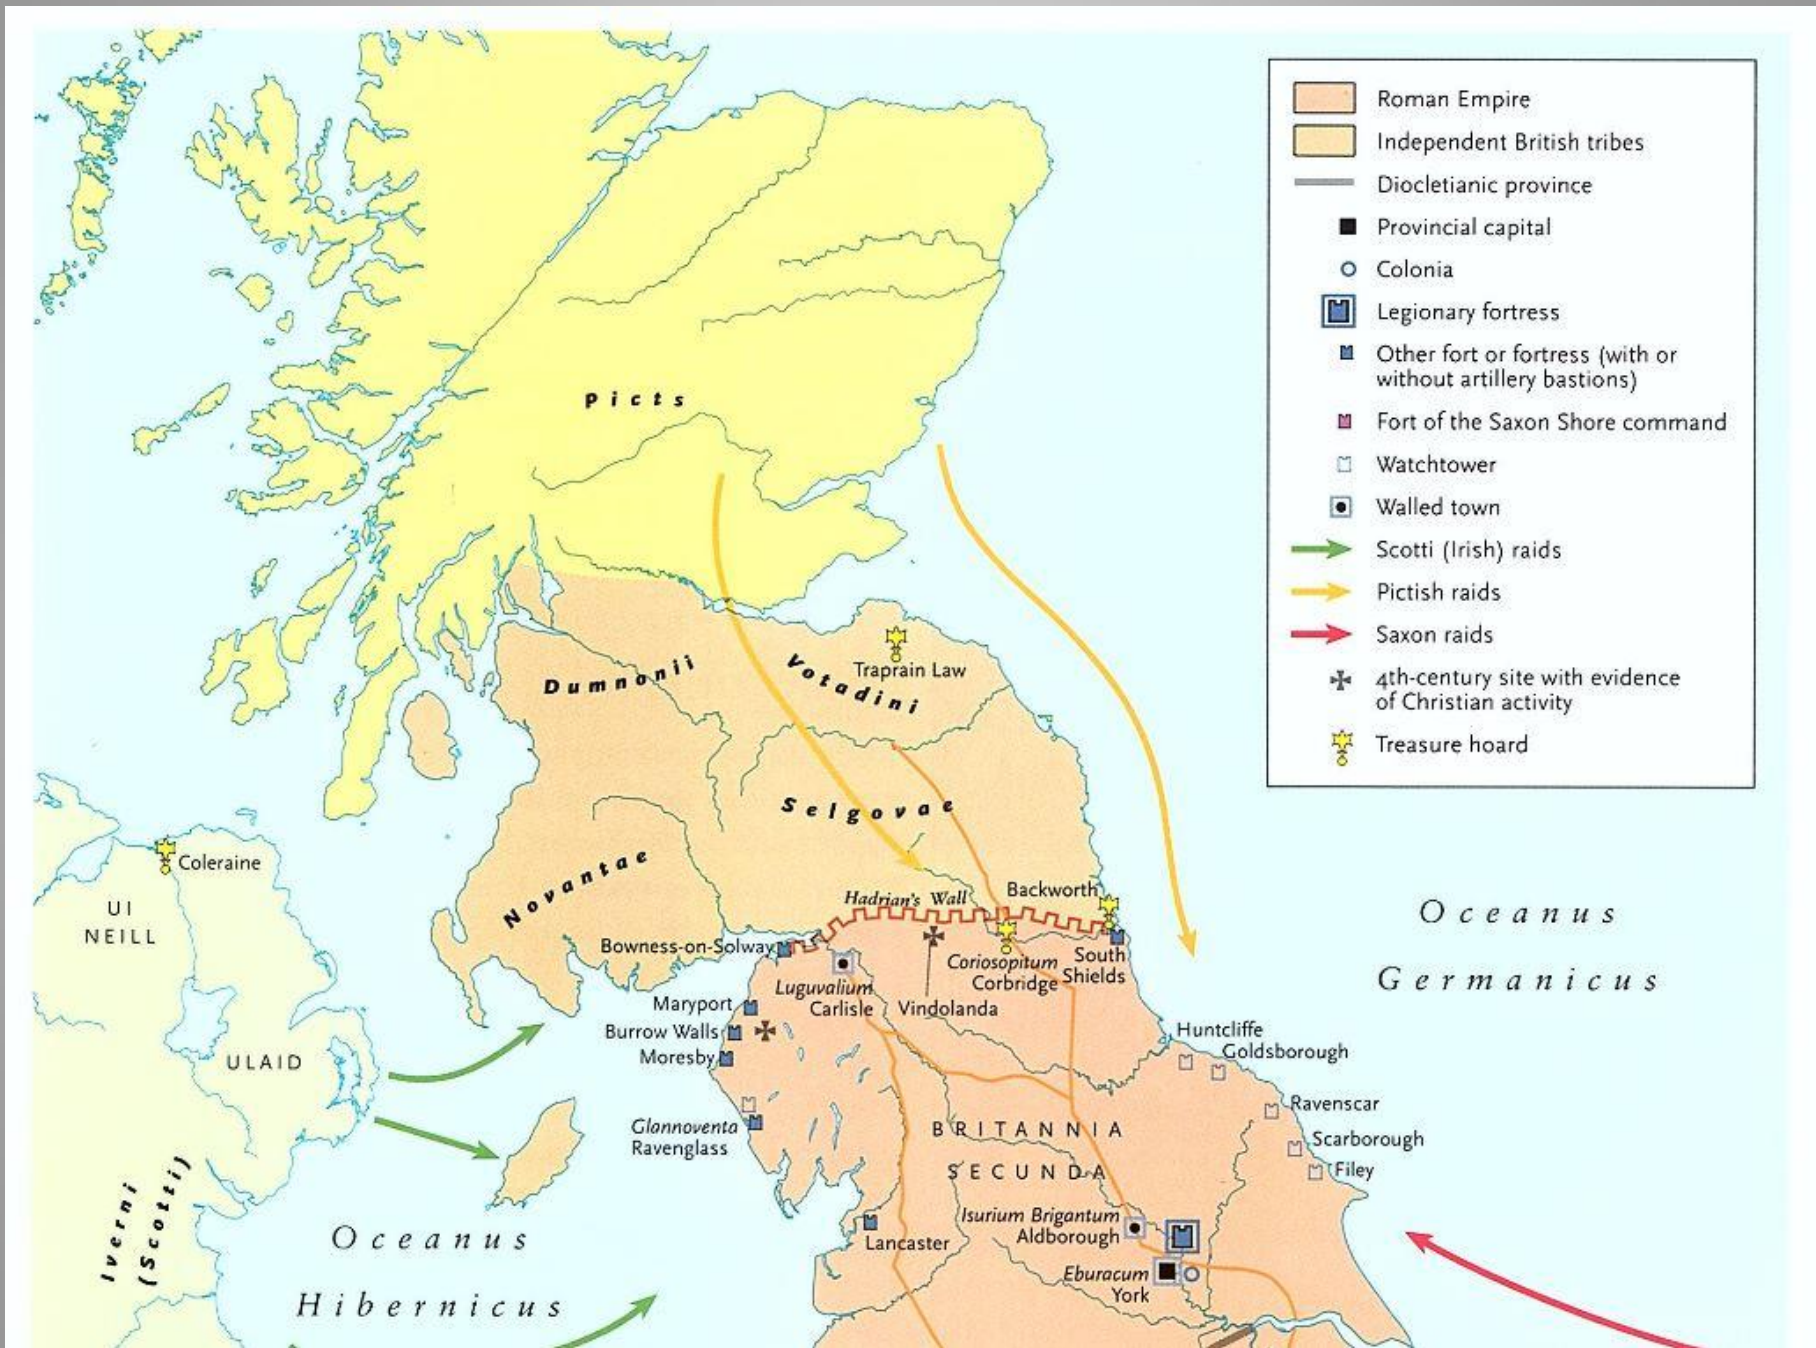 Roman Empire
Independent British tribes
Diocletianic province
Provincial capital
Colonia
Legionary fortress
Other fort or fortress (with or
without artillery bastions)
Fort of the Saxon Shore command
Watchtower
Walled town
Scotti (Irish) raids
Pictish raids
Saxon raids
4th-century site with evidence
of Christian activity
Treasure hoard
Picts
Traprain Law
Dumnonii
Votadini
Selgovae
Novantae
Coleraine
UI
NEILL
Hadrian's Wall
Backworth
Bowness-on-Solway
Coriosopitum
Corbridge
South
Shields
Luguvalium
Carlisle
Vindolanda
Maryport
Burrow Walls
Moresby
Oceanus
Germanicus
Huntcliffe
Goldsborough
ULAID
Ravenscar
Glannoventa
Ravenglass
BRITANNIA
SECUNDA
Scarborough
Filey
Iverni
(Scotti)
Isurium Brigantum
Aldborough
Lancaster
Oceanus
Hibernicus
Eburacum
York